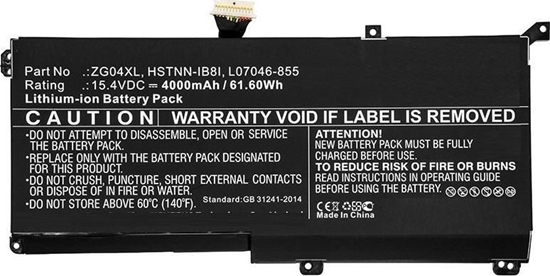 Part No .:ZG04XL, HSTNN-IB8I, L07046-855
Rating .:15.4VDC ⎓ 4000mAh / 61.60Wh
Lithium-ion Battery Pack
CAUTION WARRANTY VOID IF LABEL IS REMOVED
•DO NOT ATTEMPT TO DISASSEMBLE, OPEN OR SERVICE THE BATTERY PACK.
•REPLACE ONLY WITH THE BATTERY PACK DESIGNATED FOR THIS PRODUCT.
•DO NOT CRUSH, PUNCTURE, SHORT EXTERNAL CONTACTS OR DISPOSE OF IN FIRE OR WATER.
•DO NOT STORE ABOVE 60°C (140°F). Standard:GB 31241-2014
ATTENTION!
NEW BATTERY PACK MUST BE FULLY CHARGED BEFORE USE.
TO REDUCE RISK OF FIRE OR BURNS
READ INSTRUCTIONS IN OPERATING GUIDE BEFORE USING THIS BATTERY PACK.
Made in China